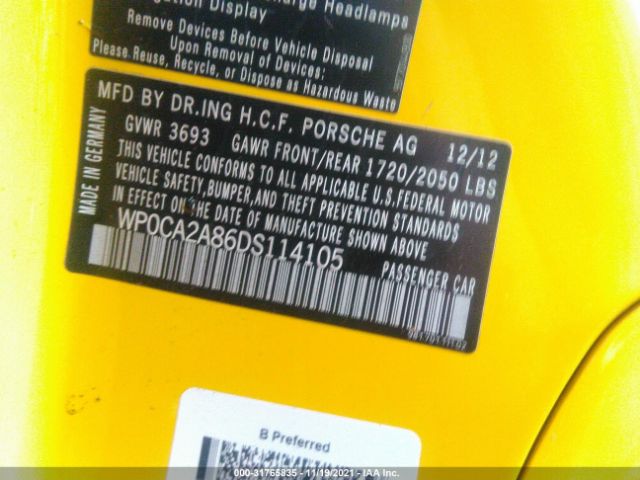 Headlamps
Display
Remove Devices Before Vehicle Disposal
Upon Removal of Devices:
Please Reuse, Recycle, or Dispose as Hazardous Waste
MFD BY DR.ING H.C.F. PORSCHE AG 12/12
GVWR 3693 GAWR FRONT/REAR 1720/2050 LBS
THIS VEHICLE CONFORMS TO ALL APPLICABLE U.S.FEDERAL MOTOR
VEHICLE SAFETY,BUMPER,AND THEFT PREVENTION STANDARDS
IN EFFECT ON THE DATE OF MANUFACTURE SHOWN ABOVE
WP0CA2A86DS114105 PASSENGER CAR
MADE IN GERMANY
B Preferred
000-31765835 - 11/19/2021 - IAA Inc.